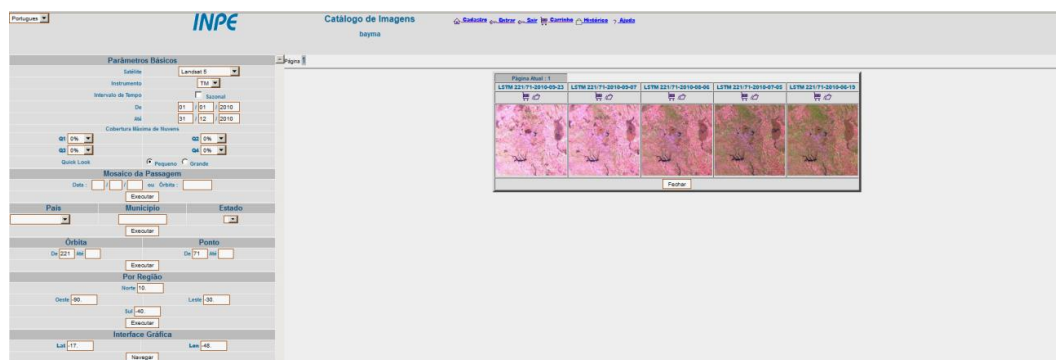 Portugues
INPE
Catálogo de Imagens
bayma
Cadastro Entrar Sair Carrinho Histórico Ajuda
Parâmetros Básicos
Satélite Landsat 5
Instrumento TM
Intervalo de Tempo Sazonal
De 01 / 01 / 2010
Até 31 / 12 / 2010
Cobertura Máxima de Nuvens
Q1 0% Q2 0%
Q3 0% Q4 0%
Quick Look Pequeno Grande
Mosaico da Passagem
Data : / / ou Órbita :
Executar
País Município Estado
Executar
Órbita Ponto
De 221 Até De 71 Até
Executar
Por Região
Norte 10.
Oeste -90. Leste -30.
Sul -40.
Executar
Interface Gráfica
Lat -17. Lon -48.
Navegar
Página 1
Página Atual : 1
LSTM 221/71-2010-09-23 LSTM 221/71-2010-09-07 LSTM 221/71-2010-08-06 LSTM 221/71-2010-07-05 LSTM 221/71-2010-06-19
Fechar